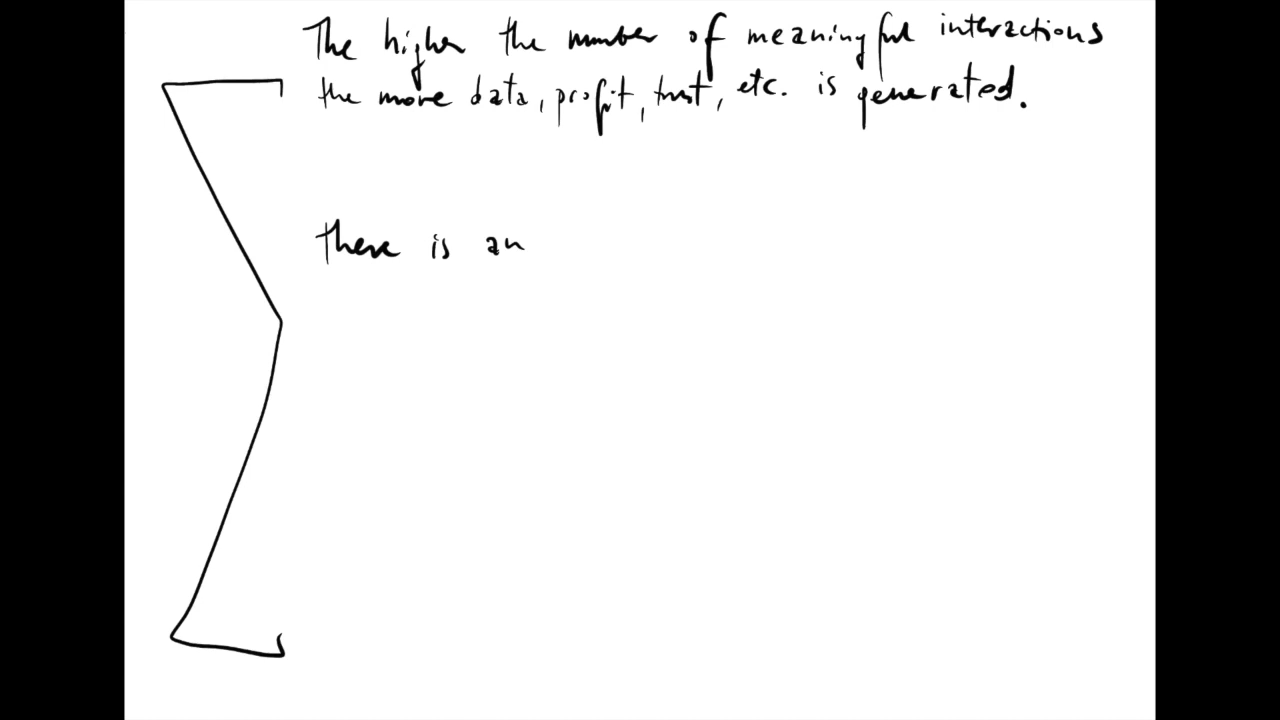 The higher the number of meaningful interactions
the more data, profit, trust, etc. is generated.
there is an